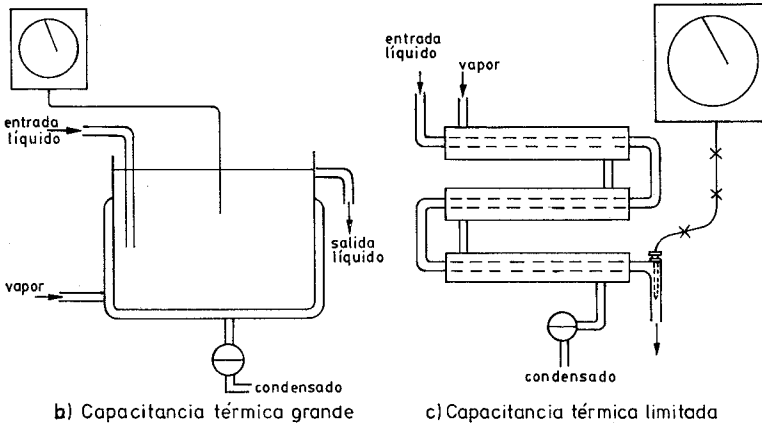 entrada
líquido
vapor
salida
líquido
condensado
b) Capacitancia térmica grande
entrada
líquido
vapor
condensado
c) Capacitancia térmica limitada